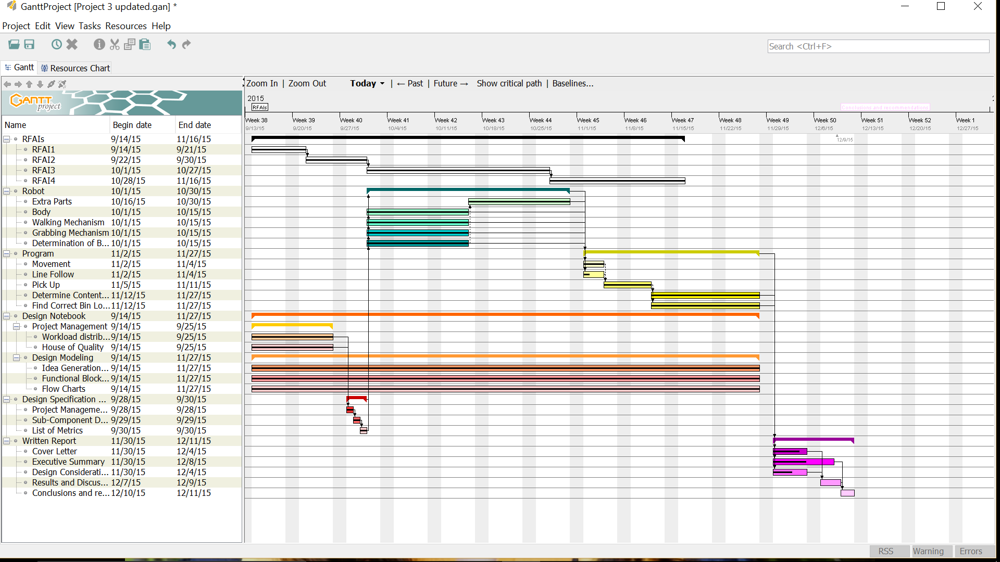 GanttProject [Project 3 updated.gan] *
Project Edit View Tasks Resources Help
Search <Ctrl+F>
Gantt Resources Chart
Zoom In | Zoom Out Today | ← Past | Future → Show critical path | Baselines...
GANTT project
2015
RFAIs Conclusions and recommendations
Name Begin date End date
Week 38 Week 39 Week 40 Week 41 Week 42 Week 43 Week 44 Week 45 Week 46 Week 47 Week 48 Week 49 Week 50 Week 51 Week 52 Week 1
9/13/15 9/20/15 9/27/15 10/4/15 10/11/15 10/18/15 10/25/15 11/1/15 11/8/15 11/15/15 11/22/15 11/29/15 12/6/15 12/13/15 12/20/15 12/27/15
RFAIs 9/14/15 11/16/15 12/9/15
RFAI1 9/14/15 9/21/15
RFAI2 9/22/15 9/30/15
RFAI3 10/1/15 10/27/15
RFAI4 10/28/15 11/16/15
Robot 10/1/15 10/30/15
Extra Parts 10/16/15 10/30/15
Body 10/1/15 10/15/15
Walking Mechanism 10/1/15 10/15/15
Grabbing Mechanism 10/1/15 10/15/15
Determination of B... 10/1/15 10/15/15
Program 11/2/15 11/27/15
Movement 11/2/15 11/4/15
Line Follow 11/2/15 11/4/15
Pick Up 11/5/15 11/11/15
Determine Content... 11/12/15 11/27/15
Find Correct Bin Lo... 11/12/15 11/27/15
Design Notebook 9/14/15 11/27/15
Project Management 9/14/15 9/25/15
Workload distrib... 9/14/15 9/25/15
House of Quality 9/14/15 9/25/15
Design Modeling 9/14/15 11/27/15
Idea Generation... 9/14/15 11/27/15
Functional Block... 9/14/15 11/27/15
Flow Charts 9/14/15 11/27/15
Design Specification ... 9/28/15 9/30/15
Project Manageme... 9/28/15 9/28/15
Sub-Component D... 9/29/15 9/29/15
List of Metrics 9/30/15 9/30/15
Written Report 11/30/15 12/11/15
Cover Letter 11/30/15 12/4/15
Executive Summary 11/30/15 12/8/15
Design Considerati... 11/30/15 12/4/15
Results and Discus... 12/7/15 12/9/15
Conclusions and re... 12/10/15 12/11/15
RSS Warning Errors